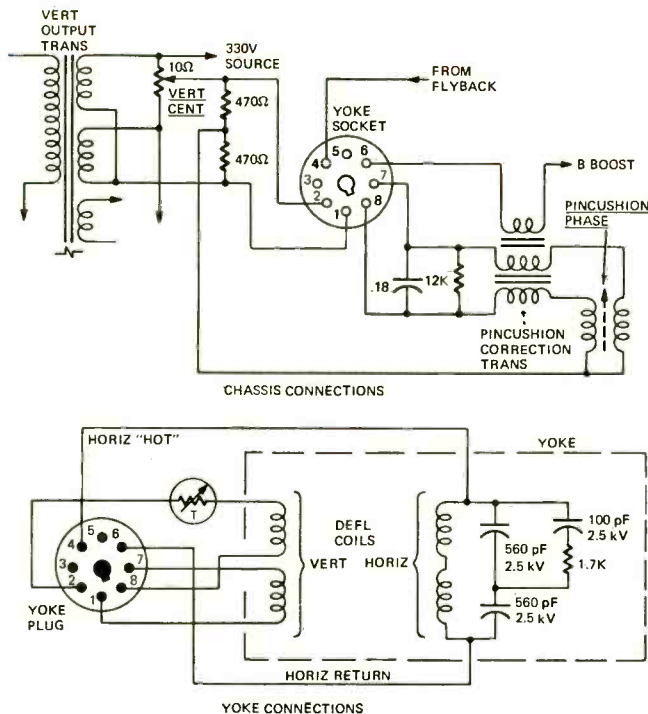 VERT
OUTPUT
TRANS
10Ω
330V
SOURCE
VERT
CENT
470Ω
470Ω
FROM
FLYBACK
YOKE
SOCKET
5
4
6
3
7
2
8
1
B BOOST
PINCUSHION
PHASE
.18
12K
PINCUSHION
CORRECTION
TRANS
CHASSIS CONNECTIONS
HORIZ "HOT"
YOKE
T
5
4
6
3
7
2
8
1
YOKE
PLUG
DEFL
COILS
VERT
HORIZ
560 pF
2.5 kV
100 pF
2.5 kV
1.7K
560 pF
2.5 kV
HORIZ RETURN
YOKE CONNECTIONS